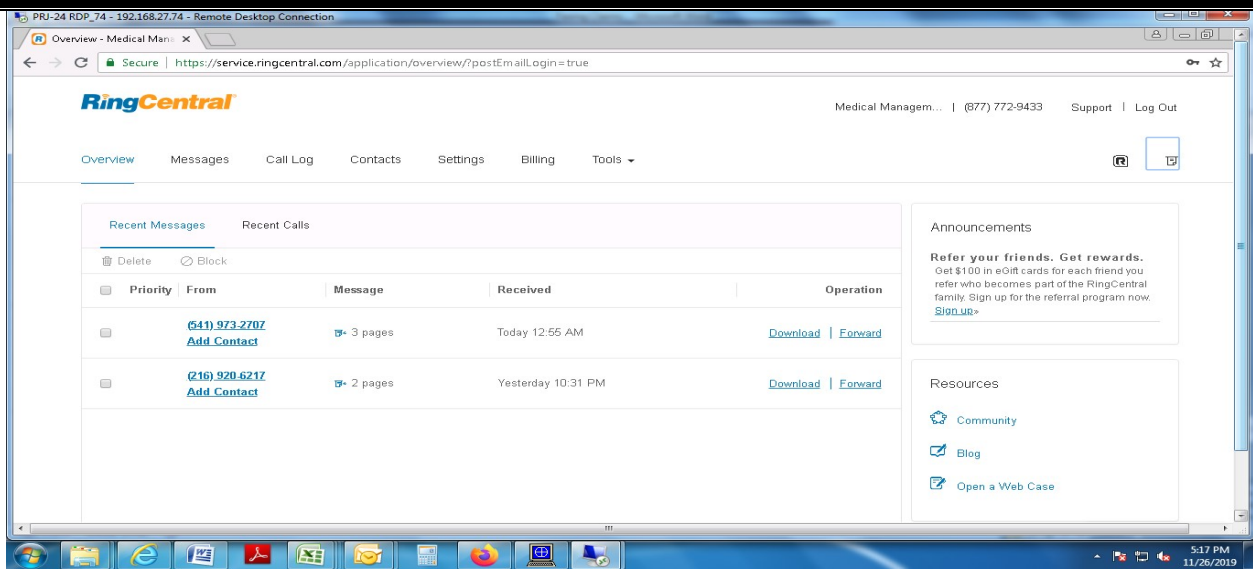 PRJ-24 RDP_74 - 192.168.27.74 - Remote Desktop Connection
Overview - Medical Man
Secure | https://service.ringcentral.com/application/overview/?postEmailLogin=true
RingCentral
Medical Managem... | (877) 772-9433 Support | Log Out
Overview Messages Call Log Contacts Settings Billing Tools
Recent Messages Recent Calls
Delete Block
Priority From Message Received Operation
(541) 973-2707 3 pages Today 12:55 AM Download | Forward
Add Contact
(216) 920-6217 2 pages Yesterday 10:31 PM Download | Forward
Add Contact
Announcements
Refer your friends. Get rewards.
Get $100 in eGift cards for each friend you
refer who becomes part of the RingCentral
family. Sign up for the referral program now.
Sign up»
Resources
Community
Blog
Open a Web Case
5:17 PM
11/26/2019